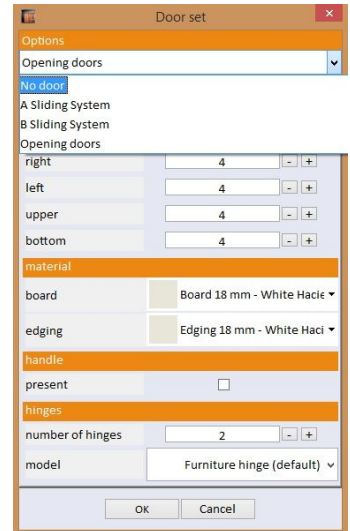 Door set
Options
Opening doors
No door
A Sliding System
B Sliding System
Opening doors
right 4 - +
left 4 - +
upper 4 - +
bottom 4 - +
material
board Board 18 mm - White Hacie
edging Edging 18 mm - White Haci
handle
present
hinges
number of hinges 2 - +
model Furniture hinge (default)
OK Cancel